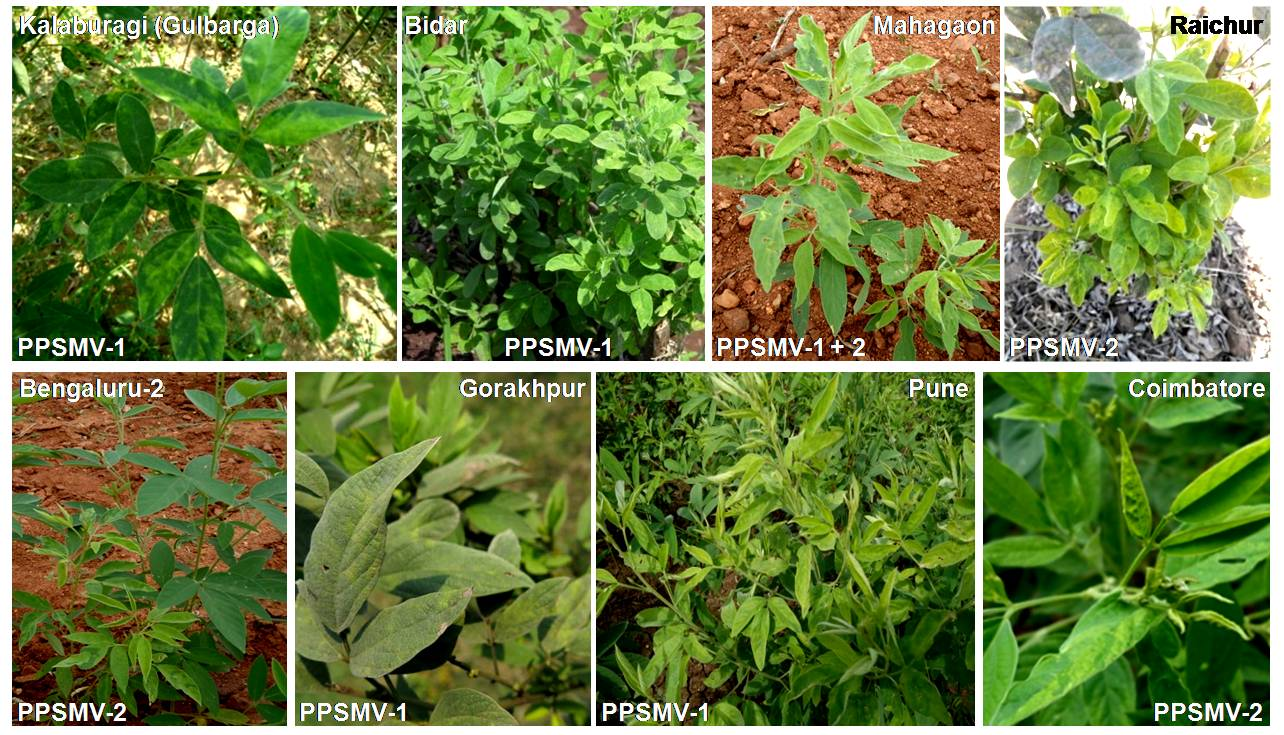 Kalaburagi (Gulbarga)
PPSMV-1
Bidar
PPSMV-1
Mahagaon
PPSMV-1 + 2
Raichur
PPSMV-2
Bengaluru-2
PPSMV-2
Gorakhpur
PPSMV-1
Pune
PPSMV-1
Coimbatore
PPSMV-2